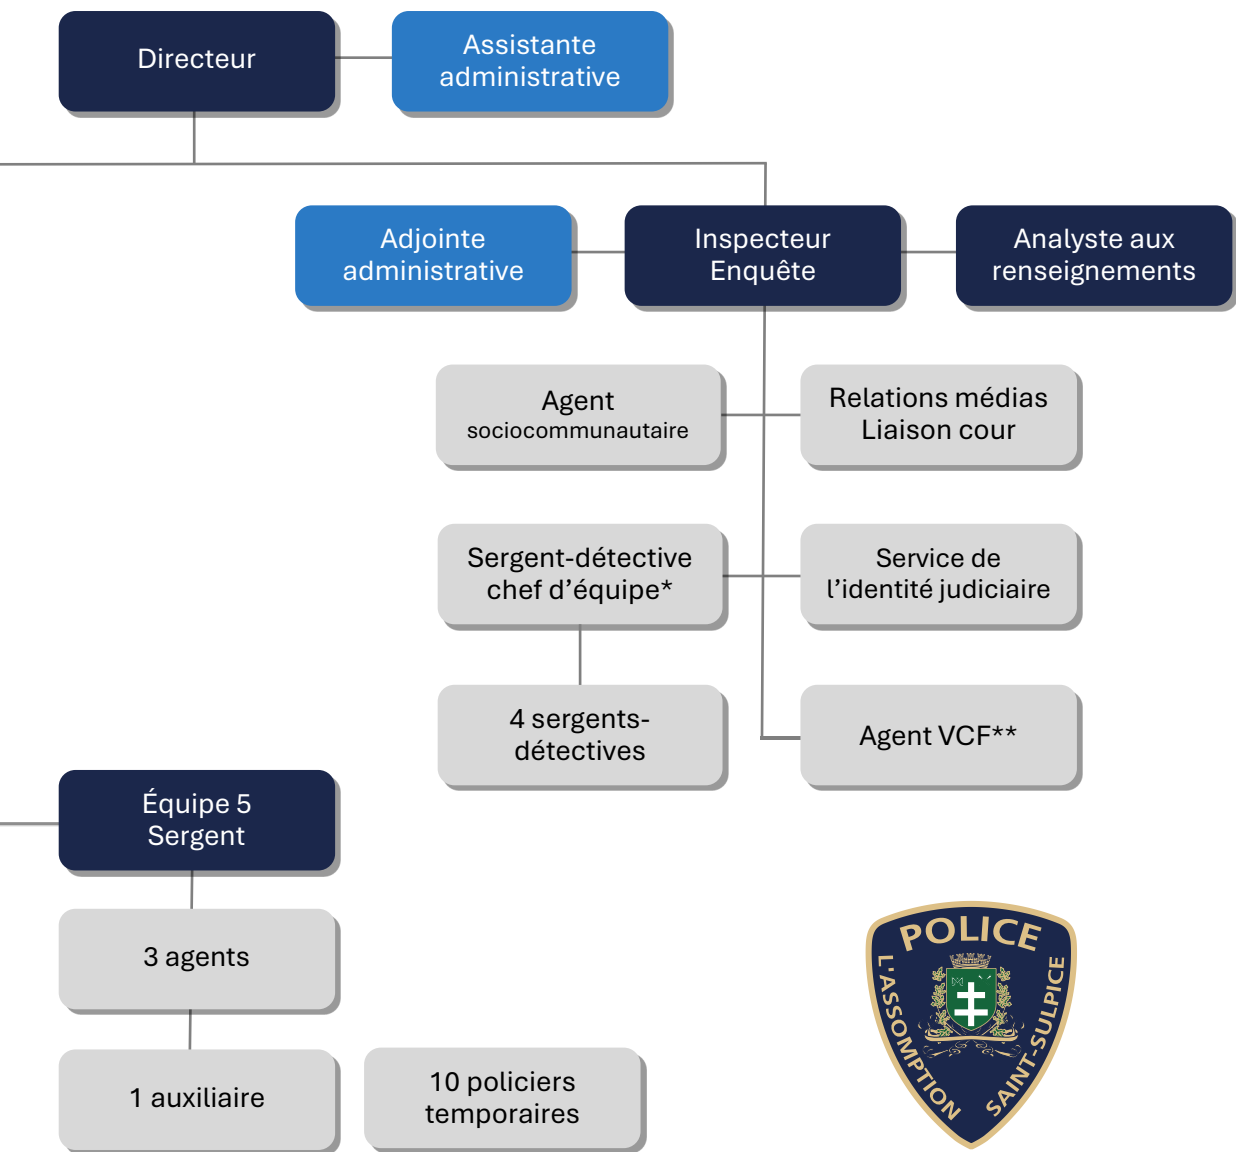 Directeur
Assistante
administrative
Adjointe
administrative
Inspecteur
Enquête
Analyste aux
renseignements
Agent
sociocommunautaire
Relations médias
Liaison cour
Sergent-détective
chef d’équipe*
Service de
l’identité judiciaire
4 sergents-
détectives
Agent VCF**
Équipe 5
Sergent
3 agents
1 auxiliaire
10 policiers
temporaires
POLICE
L'ASSOMPTION
SAINT-SULPICE